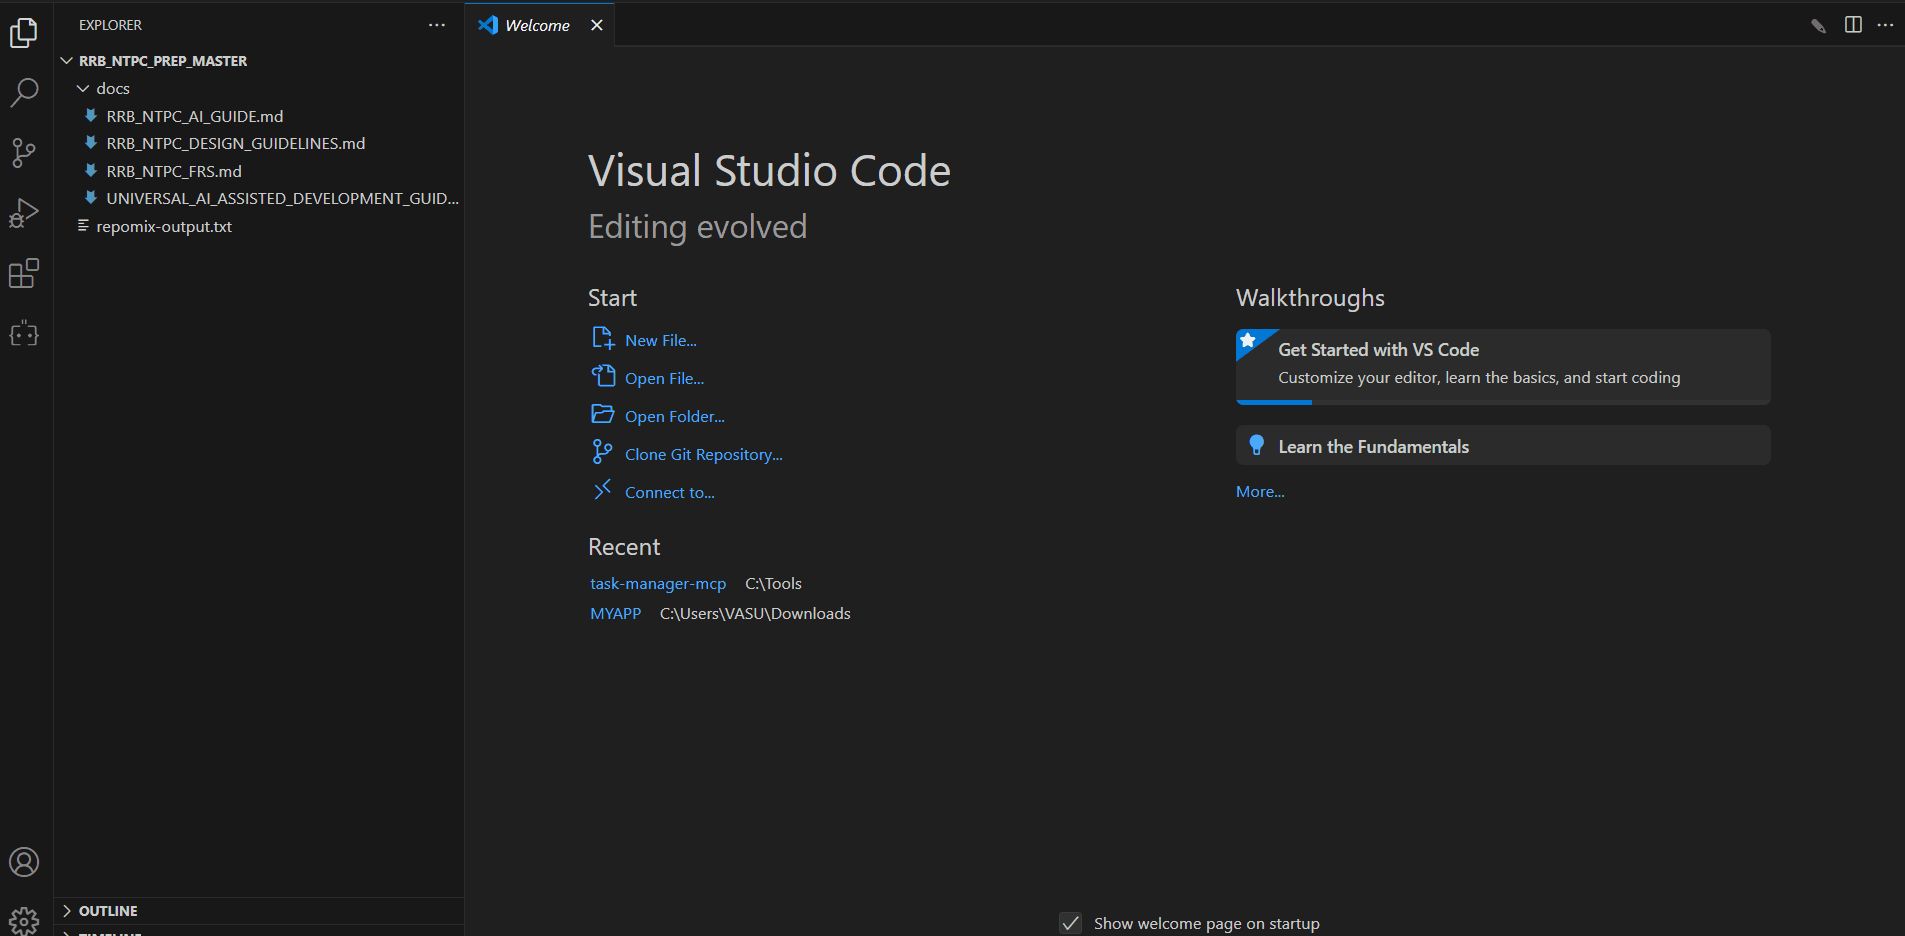 EXPLORER
RRB_NTPC_PREP_MASTER
docs
RRB_NTPC_AI_GUIDE.md
RRB_NTPC_DESIGN_GUIDELINES.md
RRB_NTPC_FRS.md
UNIVERSAL_AI_ASSISTED_DEVELOPMENT_GUID...
repomix-output.txt
OUTLINE
TIMELINE
Welcome
Visual Studio Code
Editing evolved
Start
New File...
Open File...
Open Folder...
Clone Git Repository...
Connect to...
Recent
task-manager-mcp C:\Tools
MYAPP C:\Users\VASU\Downloads
Walkthroughs
Get Started with VS Code
Customize your editor, learn the basics, and start coding
Learn the Fundamentals
More...
Show welcome page on startup